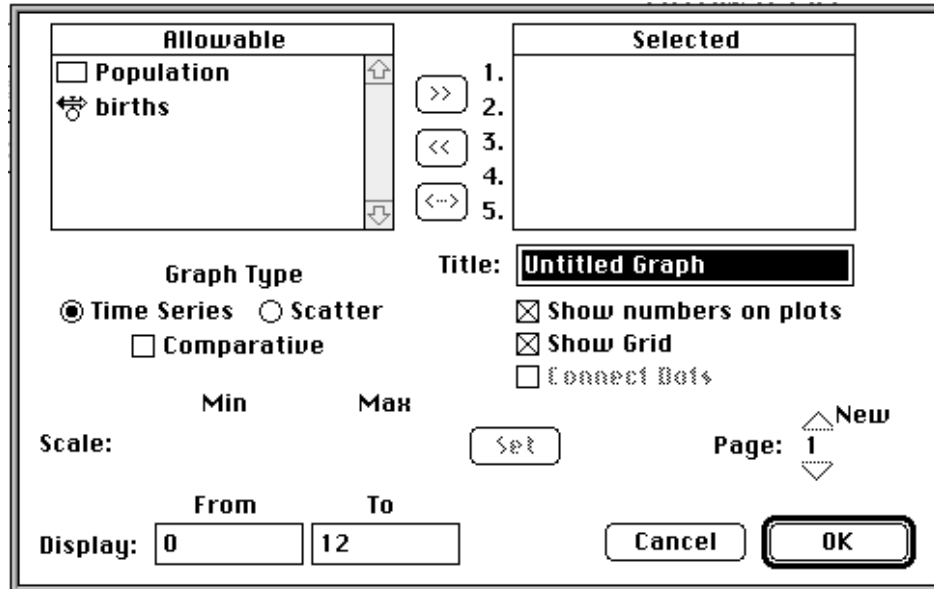 Allowable
Selected
Population
births
>>
<<
<--->
1.
2.
3.
4.
5.
Title: Untitled Graph
Graph Type
Time Series Scatter
Comparative
Show numbers on plots
Show Grid
Connect Dots
Min Max
Scale:
Set
New
Page: 1
From To
Display: 0 12
Cancel OK